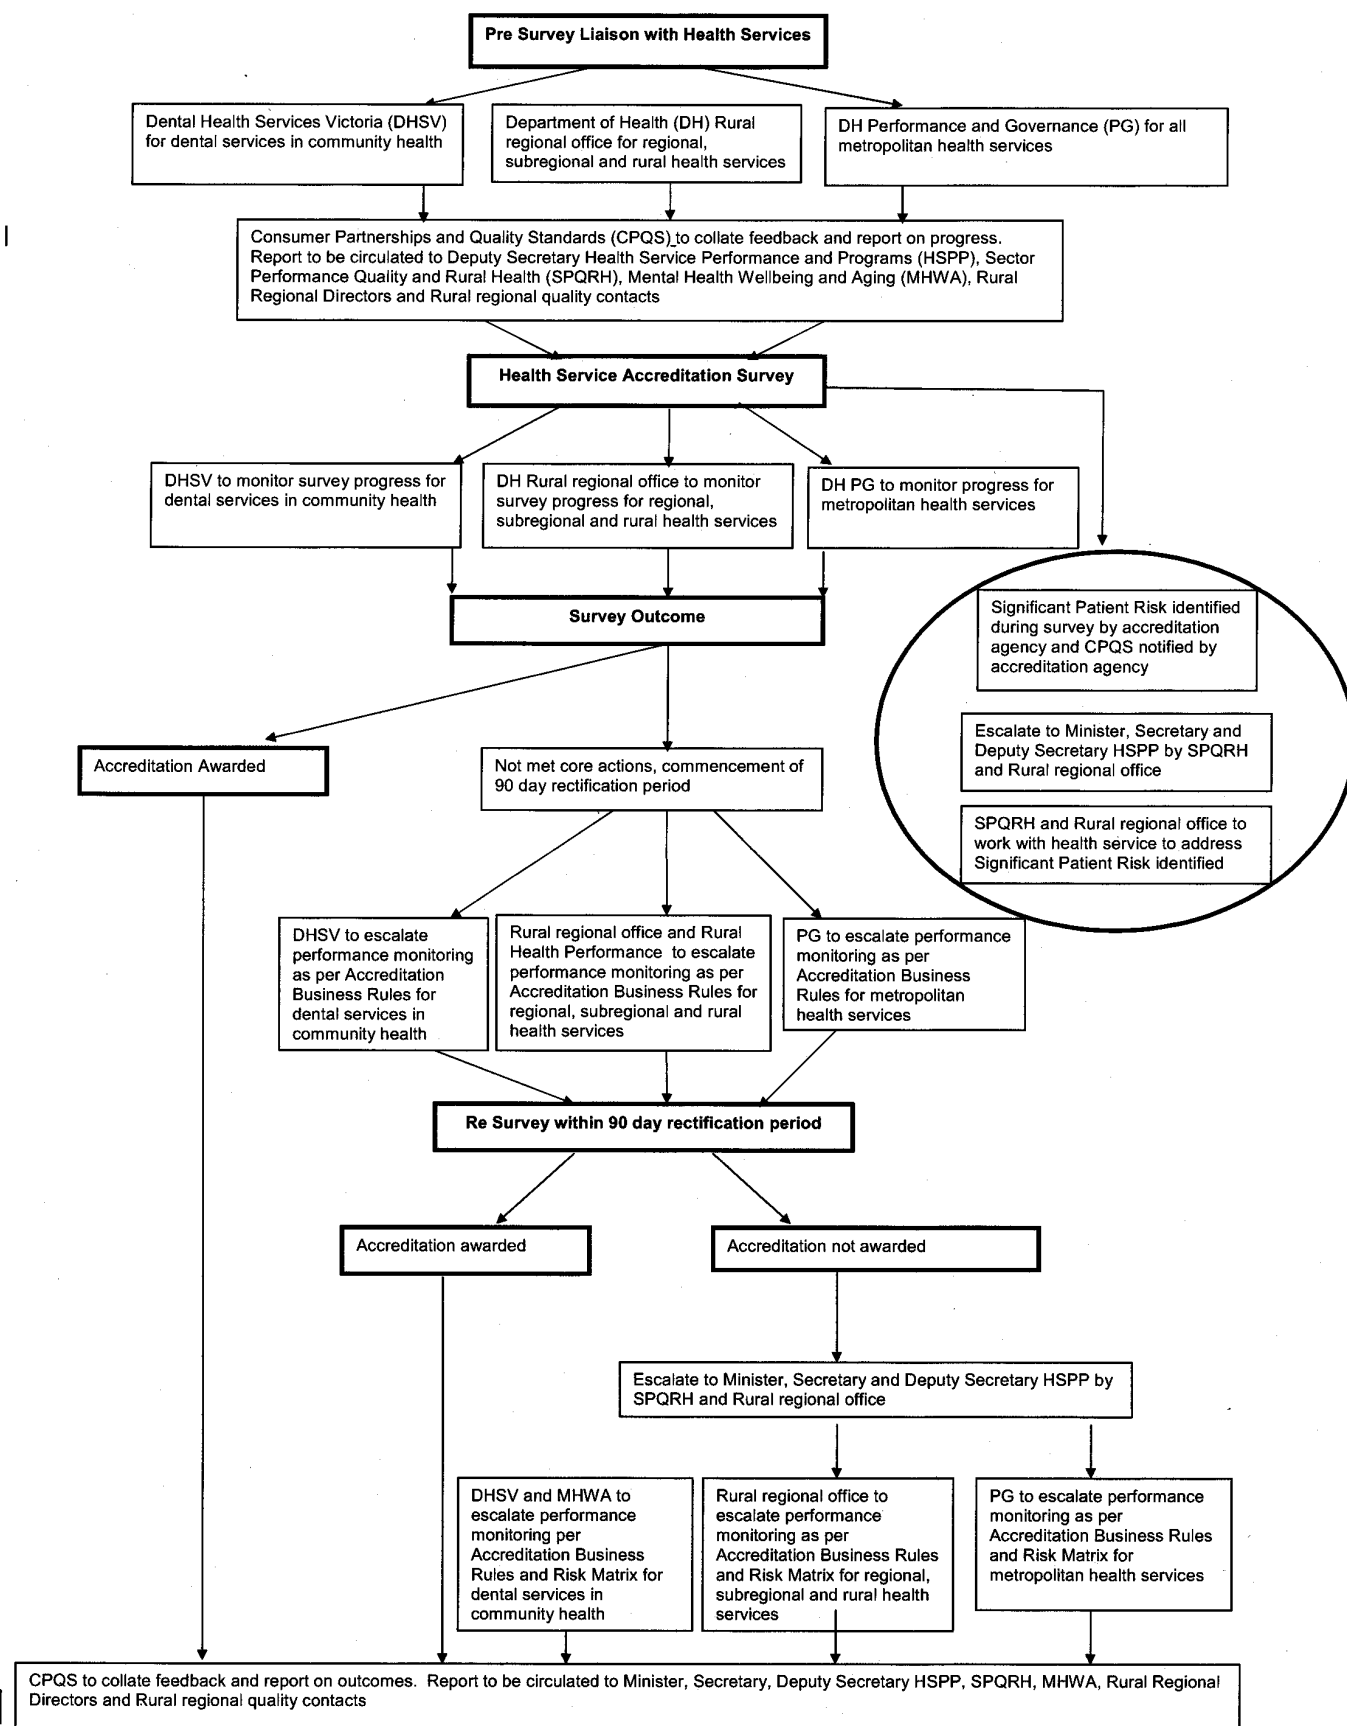 Pre Survey Liaison with Health Services
Dental Health Services Victoria (DHSV)
for dental services in community health
Department of Health (DH) Rural
regional office for regional,
subregional and rural health services
DH Performance and Governance (PG) for all
metropolitan health services
Consumer Partnerships and Quality Standards (CPQS) to collate feedback and report on progress.
Report to be circulated to Deputy Secretary Health Service Performance and Programs (HSPP), Sector
Performance Quality and Rural Health (SPQRH), Mental Health Wellbeing and Aging (MHWA), Rural
Regional Directors and Rural regional quality contacts
Health Service Accreditation Survey
DHSV to monitor survey progress for
dental services in community health
DH Rural regional office to monitor
survey progress for regional,
subregional and rural health services
DH PG to monitor progress for
metropolitan health services
Survey Outcome
Significant Patient Risk identified
during survey by accreditation
agency and CPQS notified by
accreditation agency
Escalate to Minister, Secretary and
Deputy Secretary HSPP by SPQRH
and Rural regional office
SPQRH and Rural regional office to
work with health service to address
Significant Patient Risk identified
Accreditation Awarded
Not met core actions, commencement of
90 day rectification period
DHSV to escalate
performance monitoring
as per Accreditation
Business Rules for
dental services in
community health
Rural regional office and Rural
Health Performance to escalate
performance monitoring as per
Accreditation Business Rules for
regional, subregional and rural
health services
PG to escalate performance
monitoring as per
Accreditation Business
Rules for metropolitan
health services
Re Survey within 90 day rectification period
Accreditation awarded
Accreditation not awarded
Escalate to Minister, Secretary and Deputy Secretary HSPP by
SPQRH and Rural regional office
DHSV and MHWA to
escalate performance
monitoring per
Accreditation Business
Rules and Risk Matrix for
dental services in
community health
Rural regional office to
escalate performance
monitoring as per
Accreditation Business Rules
and Risk Matrix for regional,
subregional and rural health
services
PG to escalate performance
monitoring as per
Accreditation Business Rules
and Risk Matrix for
metropolitan health services
CPQS to collate feedback and report on outcomes. Report to be circulated to Minister, Secretary, Deputy Secretary HSPP, SPQRH, MHWA, Rural Regional
Directors and Rural regional quality contacts